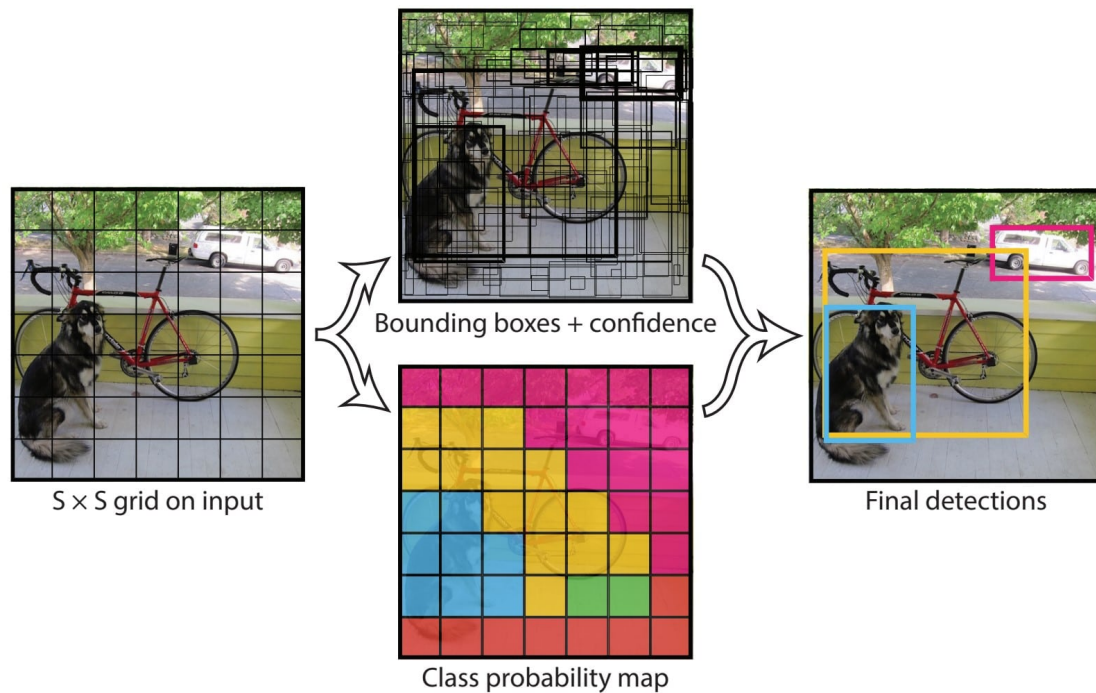 Bounding boxes + confidence
S × S grid on input
Final detections
Class probability map